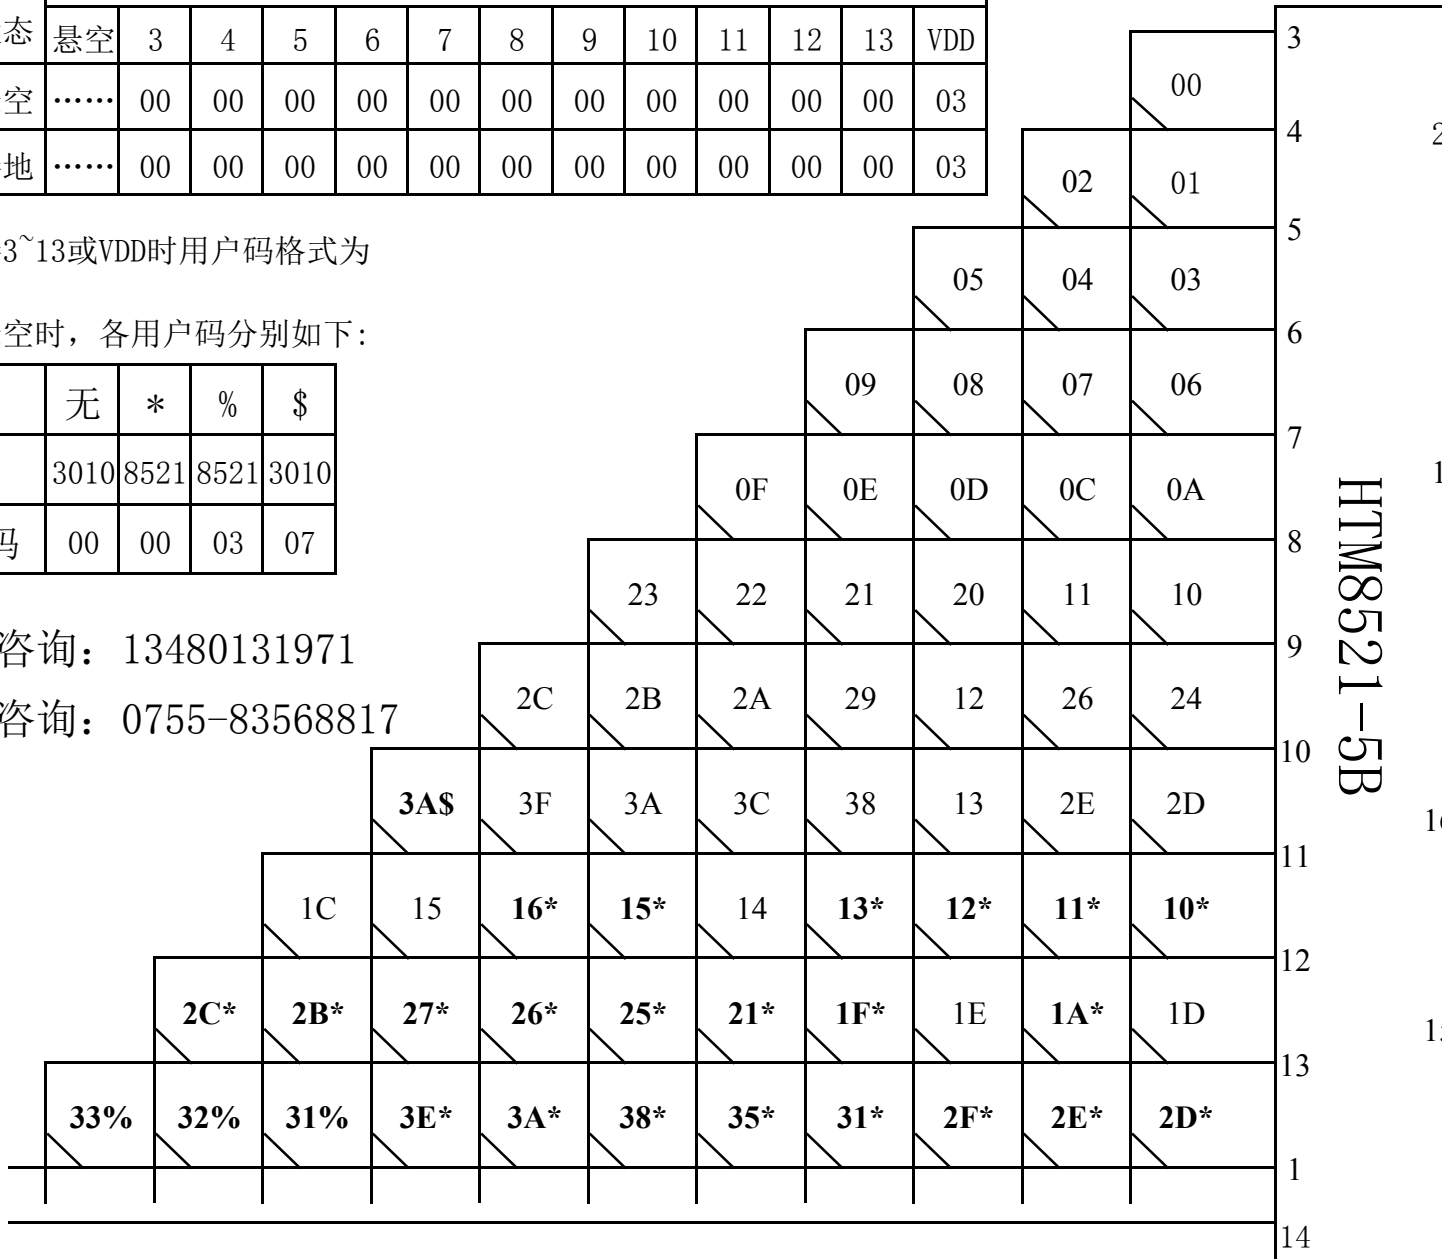 态 悬空 3 4 5 6 7 8 9 10 11 12 13 VDD
空 …… 00 00 00 00 00 00 00 00 00 00 00 03
地 …… 00 00 00 00 00 00 00 00 00 00 00 03
3~13或VDD时用户码格式为
空时，各用户码分别如下:
无 * % $
3010 8521 8521 3010
码 00 00 03 07
咨询：13480131971
咨询：0755-83568817
3
00
4
02 01
5
05 04 03
6
09 08 07 06
7
0F 0E 0D 0C 0A
8
23 22 21 20 11 10
9
2C 2B 2A 29 12 26 24
10
3A$ 3F 3A 3C 38 13 2E 2D
11
1C 15 16* 15* 14 13* 12* 11* 10*
12
2C* 2B* 27* 26* 25* 21* 1F* 1E 1A* 1D
13
33% 32% 31% 3E* 3A* 38* 35* 31* 2F* 2E* 2D*
1
14
HTM8521-5B
2
1